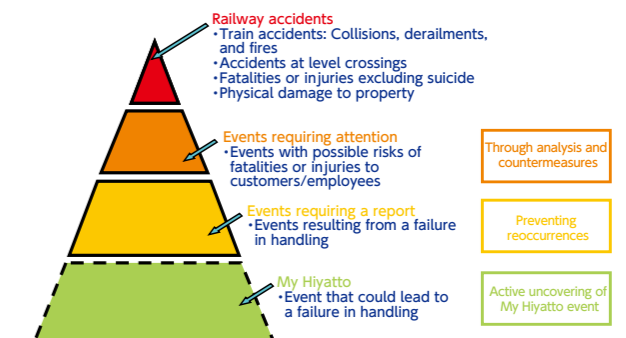 Railway accidents
・Train accidents: Collisions, derailments,
and fires
・Accidents at level crossings
・Fatalities or injuries excluding suicide
・Physical damage to property
Events requiring attention
・Events with possible risks of
fatalities or injuries to
customers/employees
Through analysis and
countermeasures
Events requiring a report
・Events resulting from a failure
in handling
Preventing
reoccurrences
My Hiyatto
・Event that could lead to
a failure in handling
Active uncovering of
My Hiyatto event